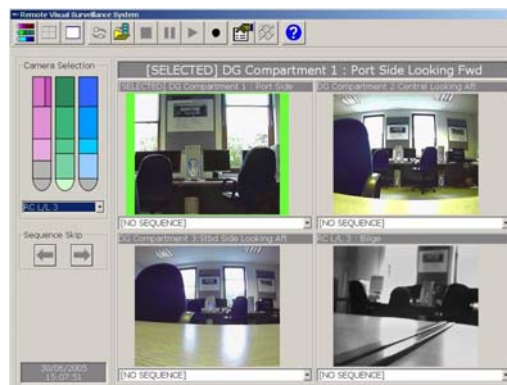 Remote Visual Surveillance System
Camera Selection
[SELECTED] DG Compartment 1 : Port Side Looking Fwd
[SELECTED] DG Compartment 1 : Port Side
DG Compartment 2:Central Looking Aft
RC L/L 3
[NO SEQUENCE]
[NO SEQUENCE]
Sequence Skip
DG Compartment 3:Stbd Side Looking Aft
RC L/L 3 : Bilge
30/06/2005
15:07:51
[NO SEQUENCE]
[NO SEQUENCE]